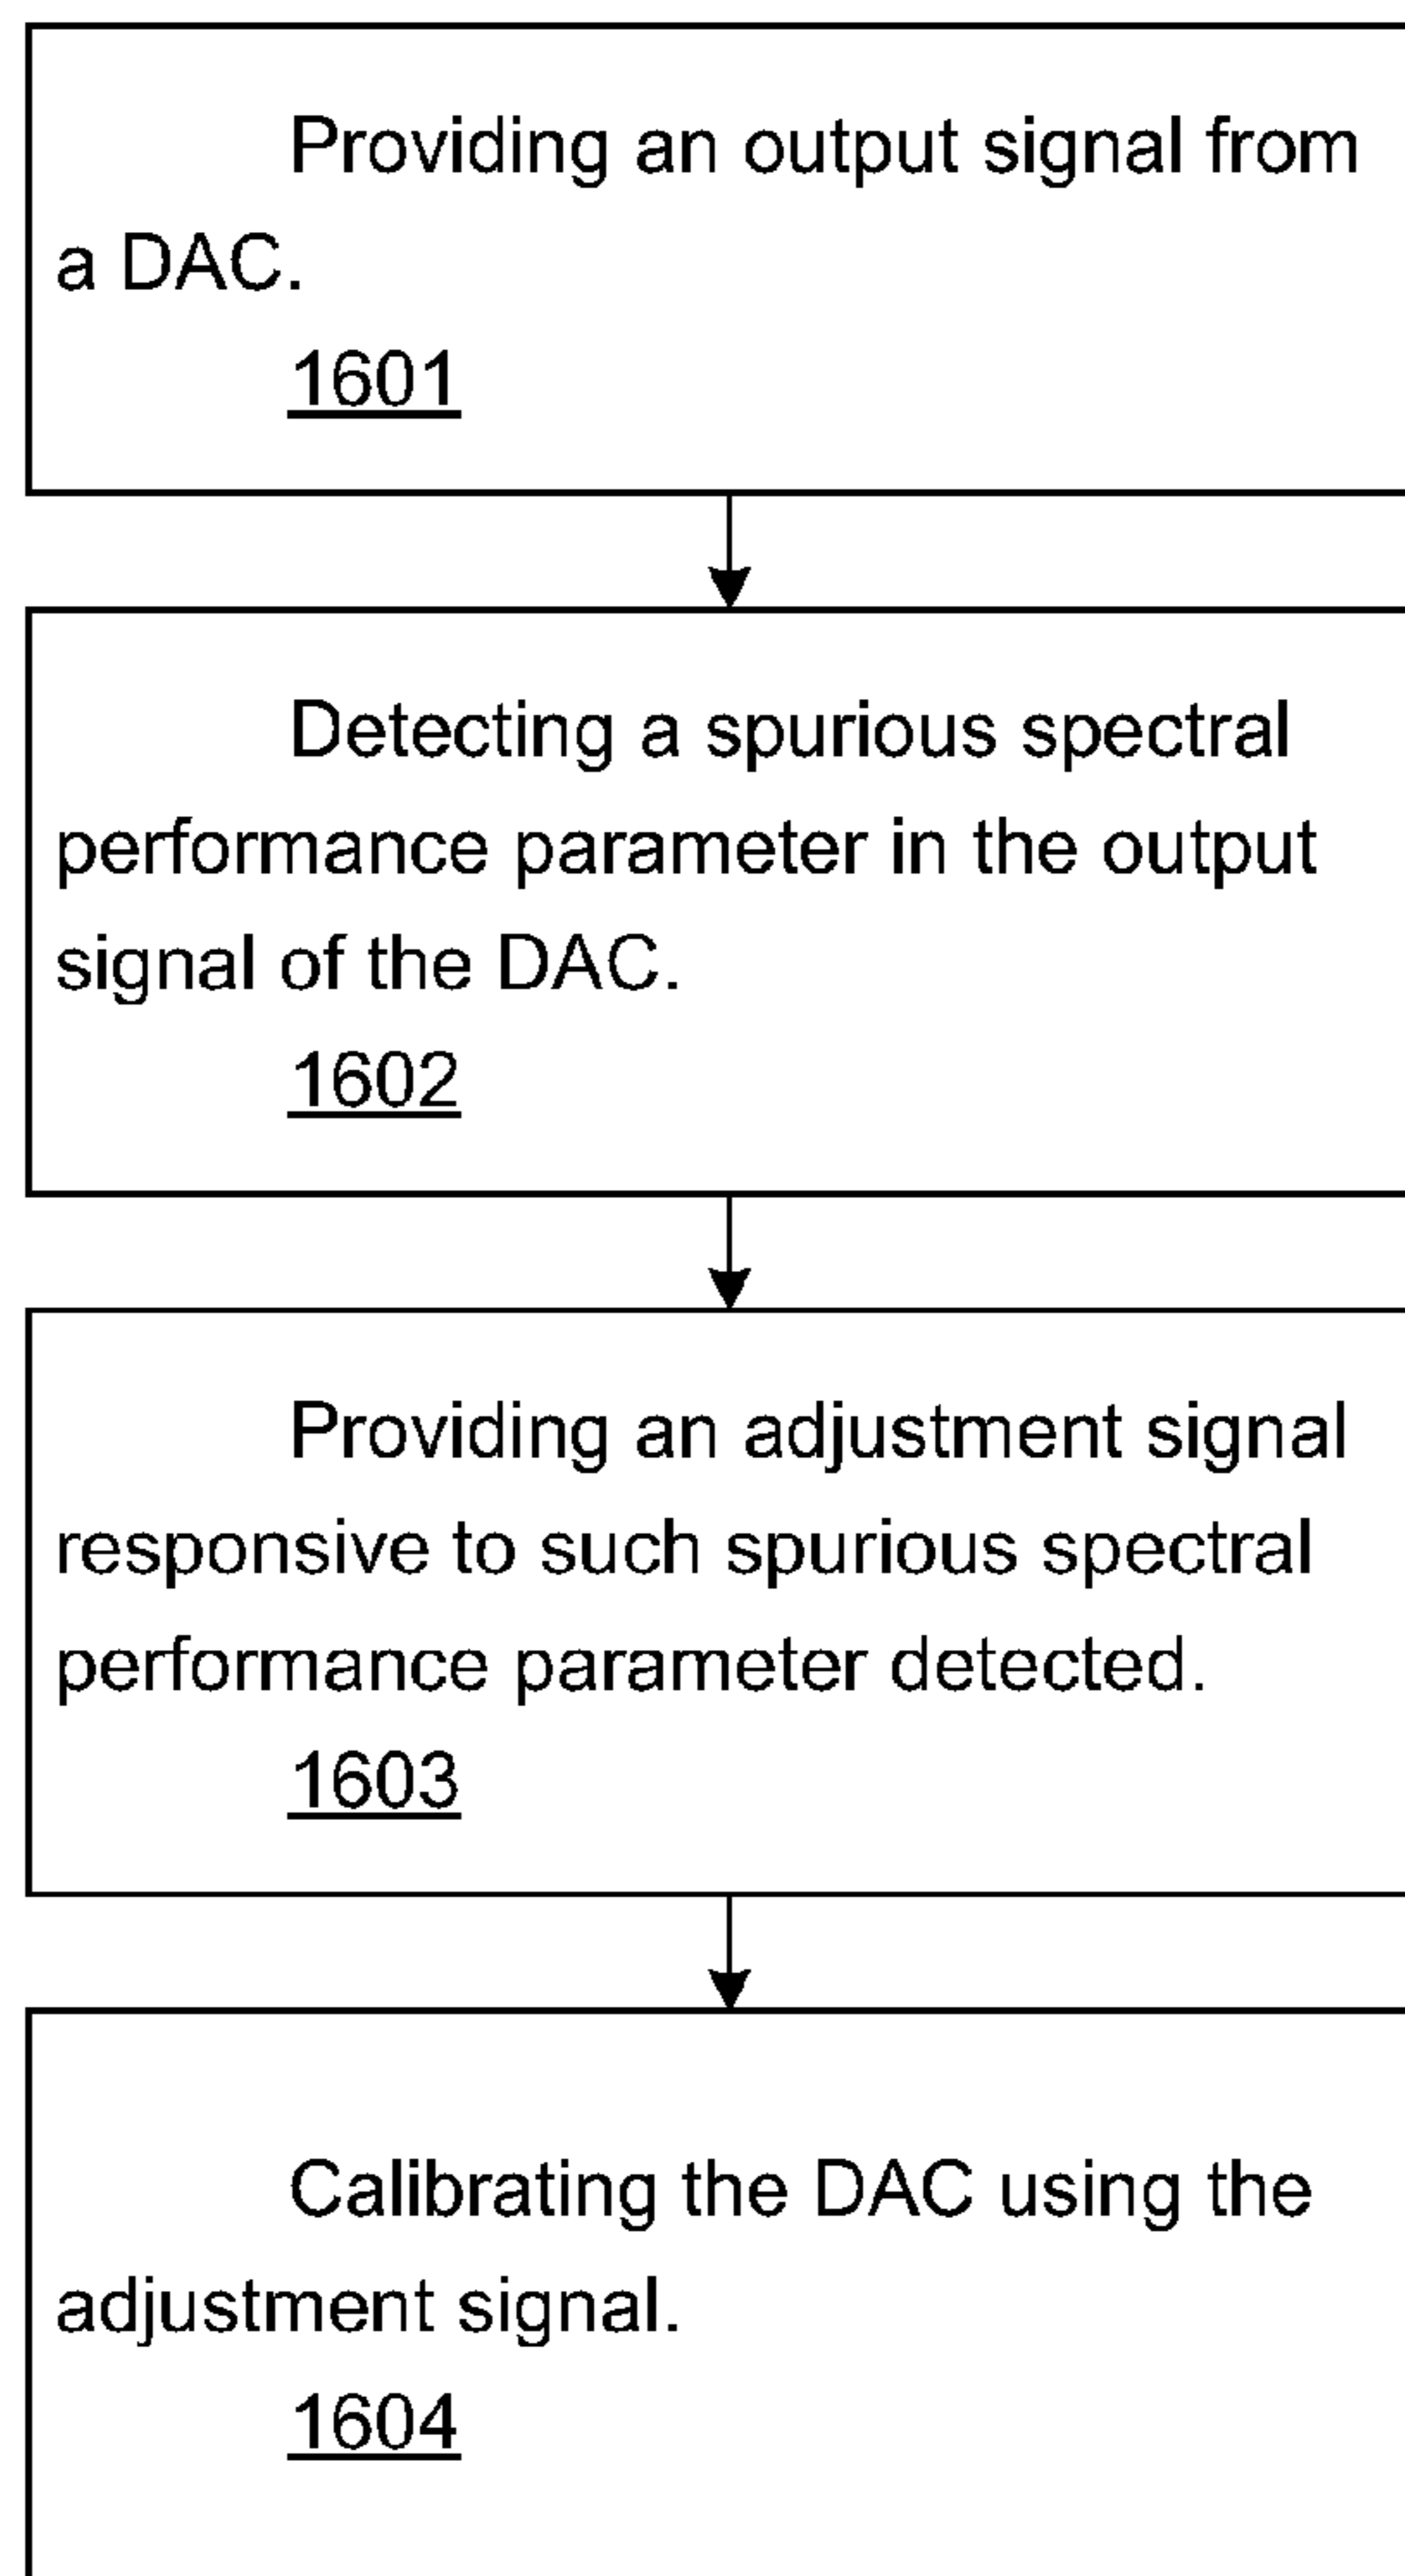 Providing an output signal from
a DAC.
1601
Detecting a spurious spectral
performance parameter in the output
signal of the DAC.
1602
Providing an adjustment signal
responsive to such spurious spectral
performance parameter detected.
1603
Calibrating the DAC using the
adjustment signal.
1604